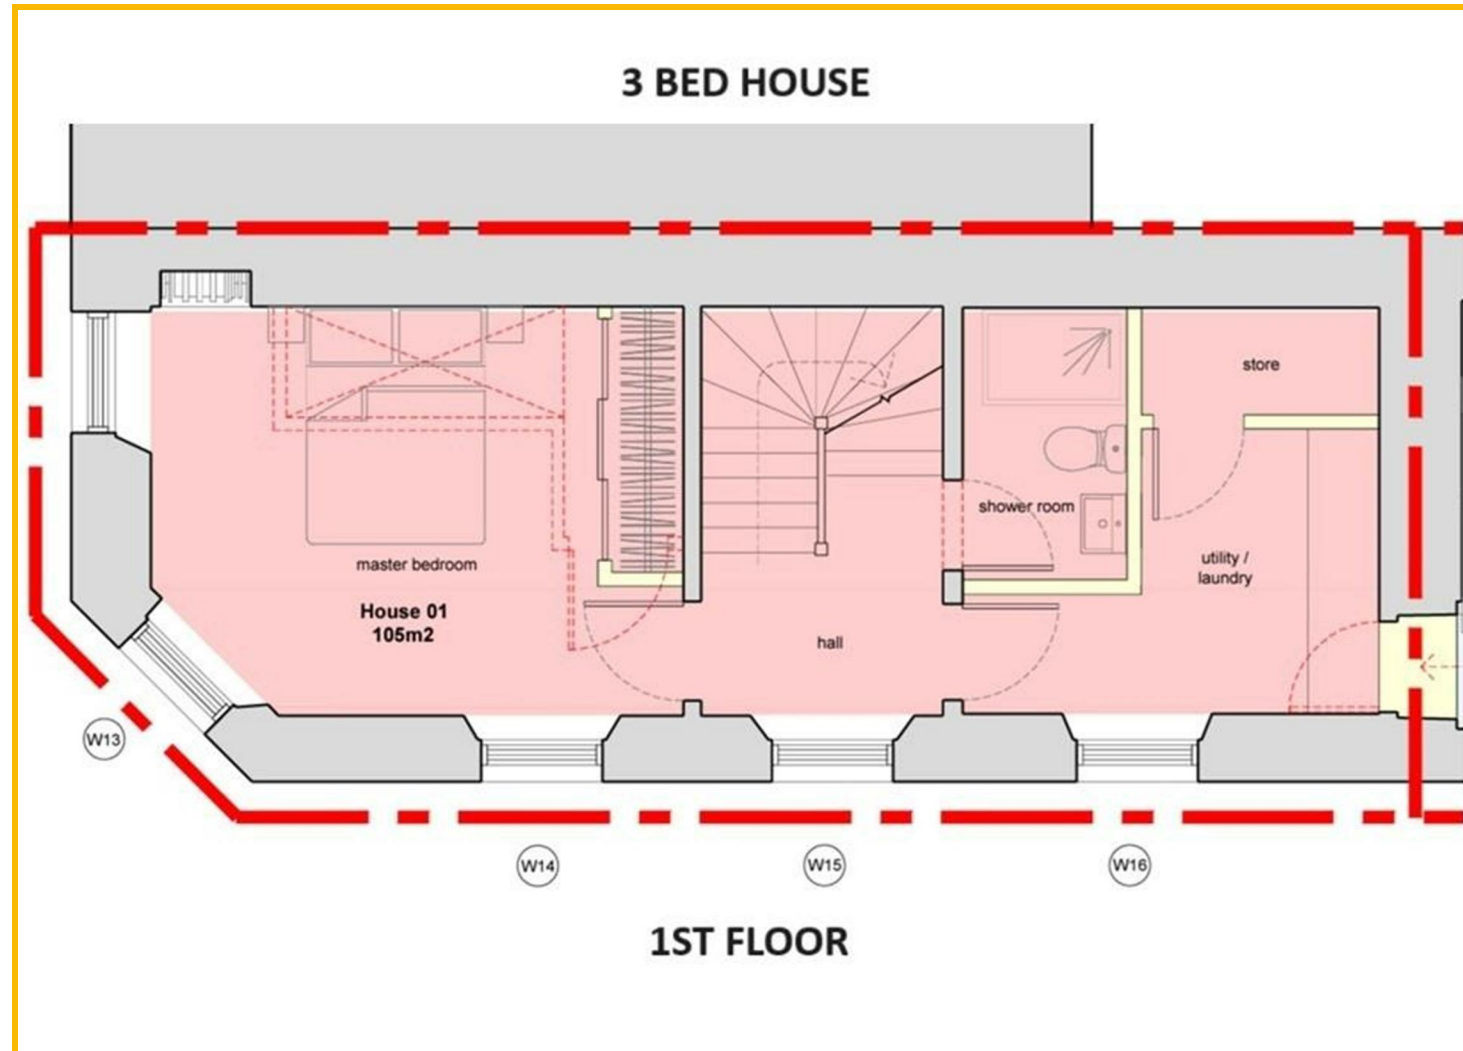 3 BED HOUSE
store
shower room
utility /
laundry
master bedroom
House 01
105m2
hall
W13
W14
W15
W16
1ST FLOOR